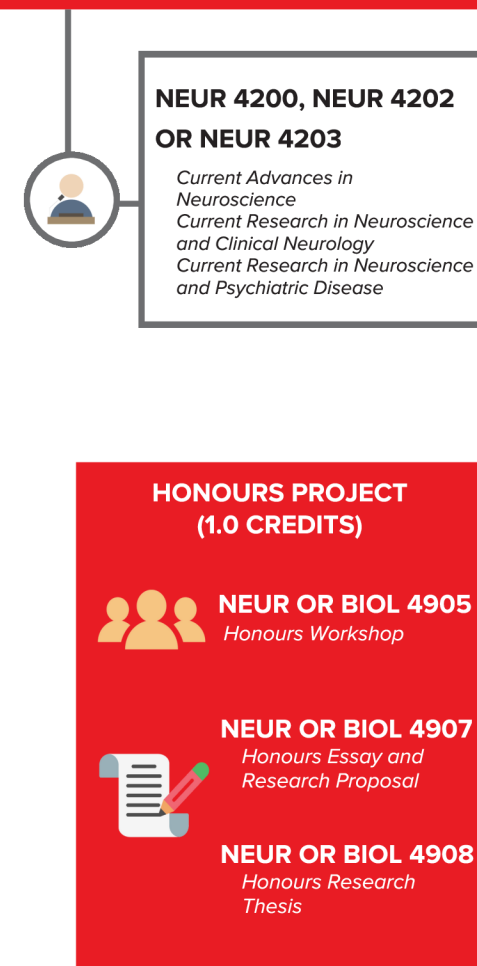 NEUR 4200, NEUR 4202
OR NEUR 4203
Current Advances in
Neuroscience
Current Research in Neuroscience
and Clinical Neurology
Current Research in Neuroscience
and Psychiatric Disease
HONOURS PROJECT
(1.0 CREDITS)
NEUR OR BIOL 4905
Honours Workshop
NEUR OR BIOL 4907
Honours Essay and
Research Proposal
NEUR OR BIOL 4908
Honours Research
Thesis